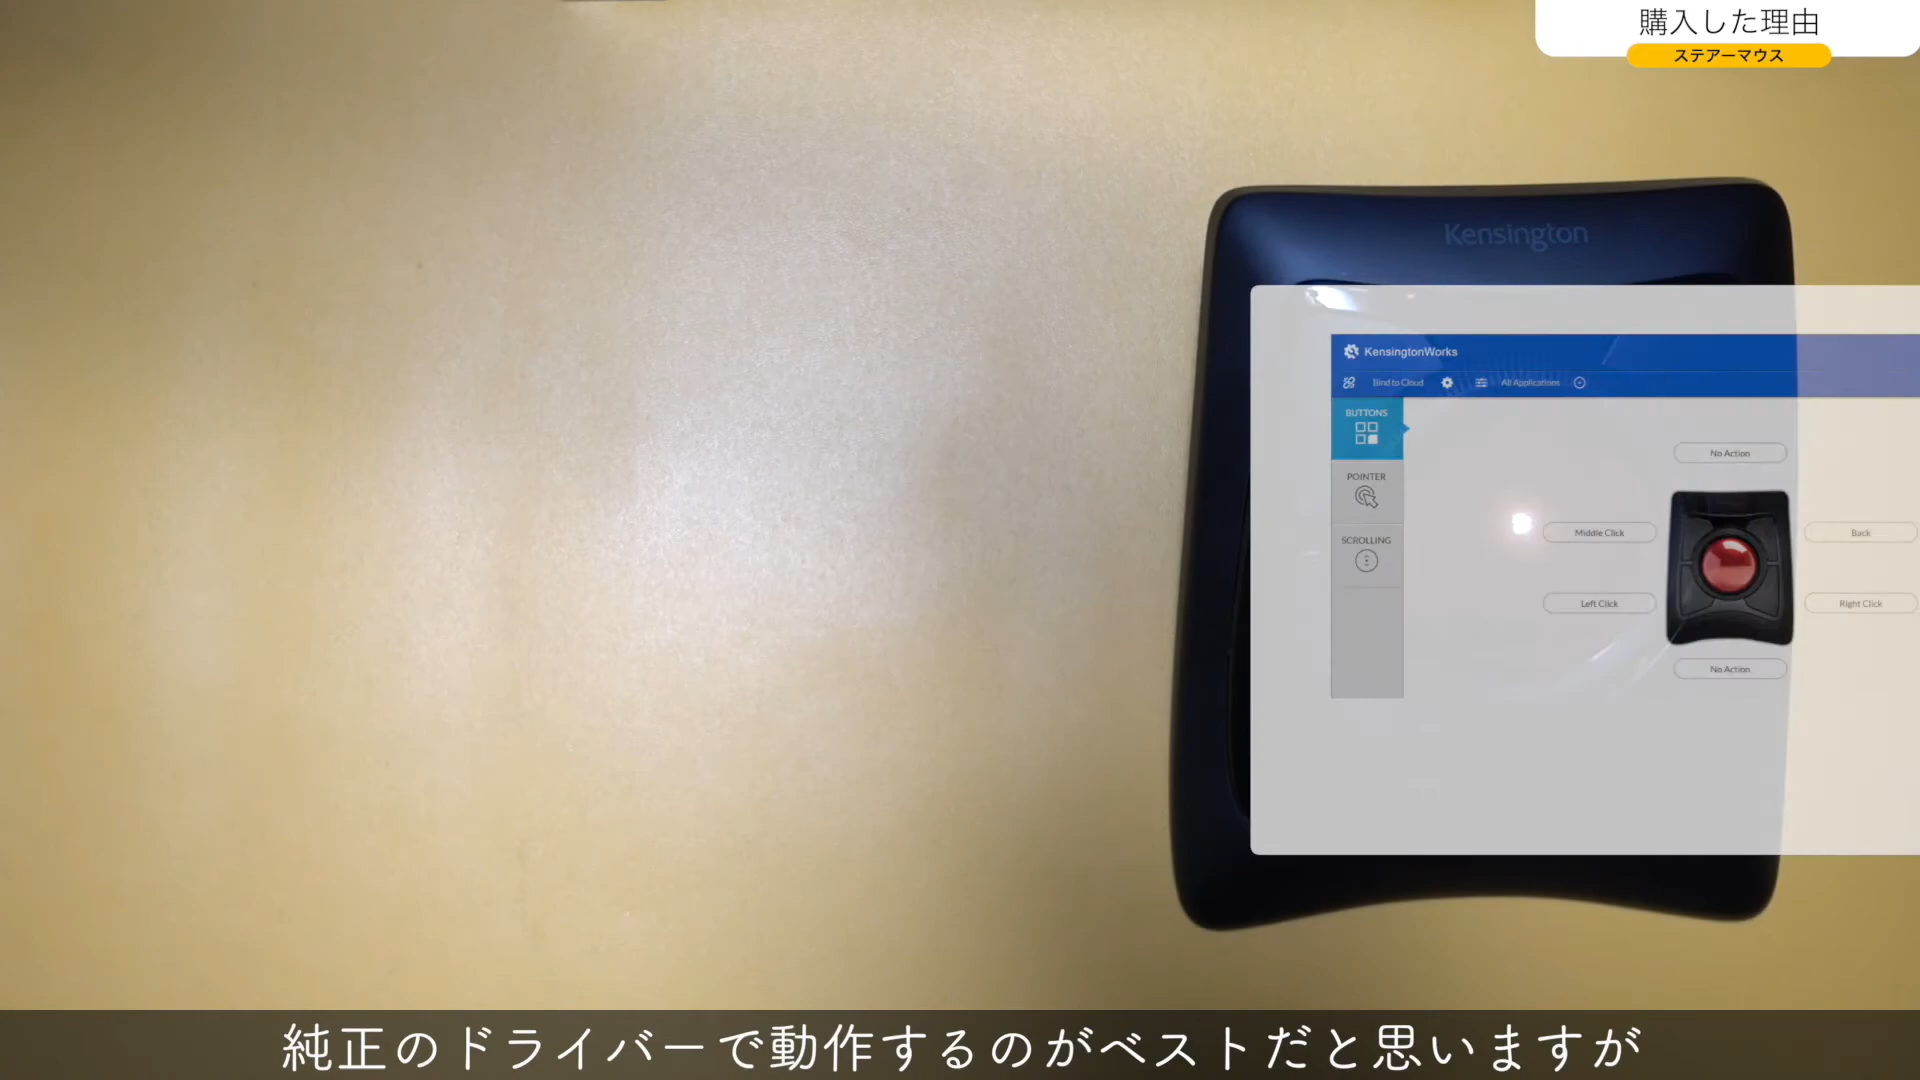 購入した理由
ステアーマウス
Kensington
KensingtonWorks
Bind to Cloud
All Applications
BUTTONS
POINTER
SCROLLING
No Action
Middle Click
Back
Left Click
Right Click
No Action
純正のドライバーで動作するのがベストだと思いますが